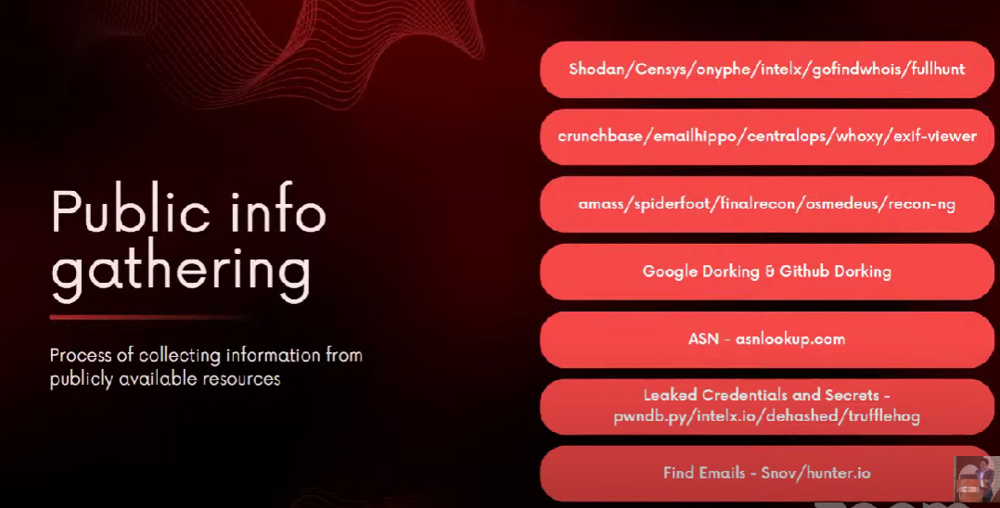 Public info
gathering
Process of collecting information from
publicly available resources
Shodan/Censys/onyphe/intelx/gofindwhois/fullhunt
crunchbase/emailhippo/centralops/whoxy/exif-viewer
amass/spiderfoot/finalrecon/osmedeus/recon-ng
Google Dorking & Github Dorking
ASN - asnlookup.com
Leaked Credentials and Secrets -
pwndb.py/intelx.io/dehashed/trufflehog
Find Emails - Snov/hunter.io